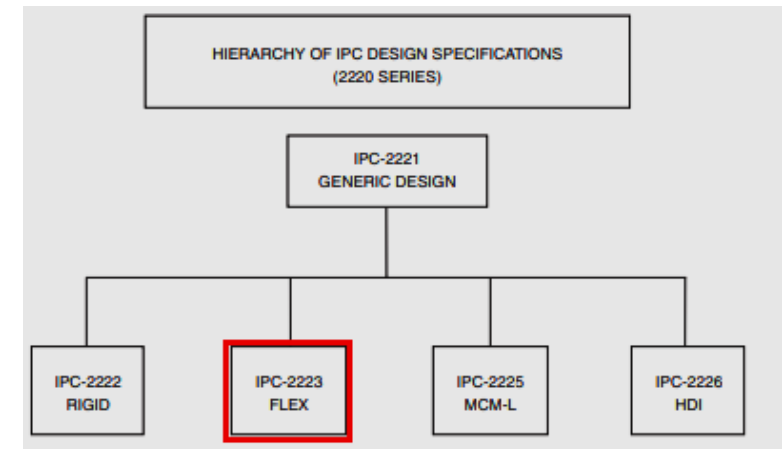 HIERARCHY OF IPC DESIGN SPECIFICATIONS
(2220 SERIES)
IPC-2221
GENERIC DESIGN
IPC-2222
RIGID
IPC-2223
FLEX
IPC-2225
MCM-L
IPC-2226
HDI